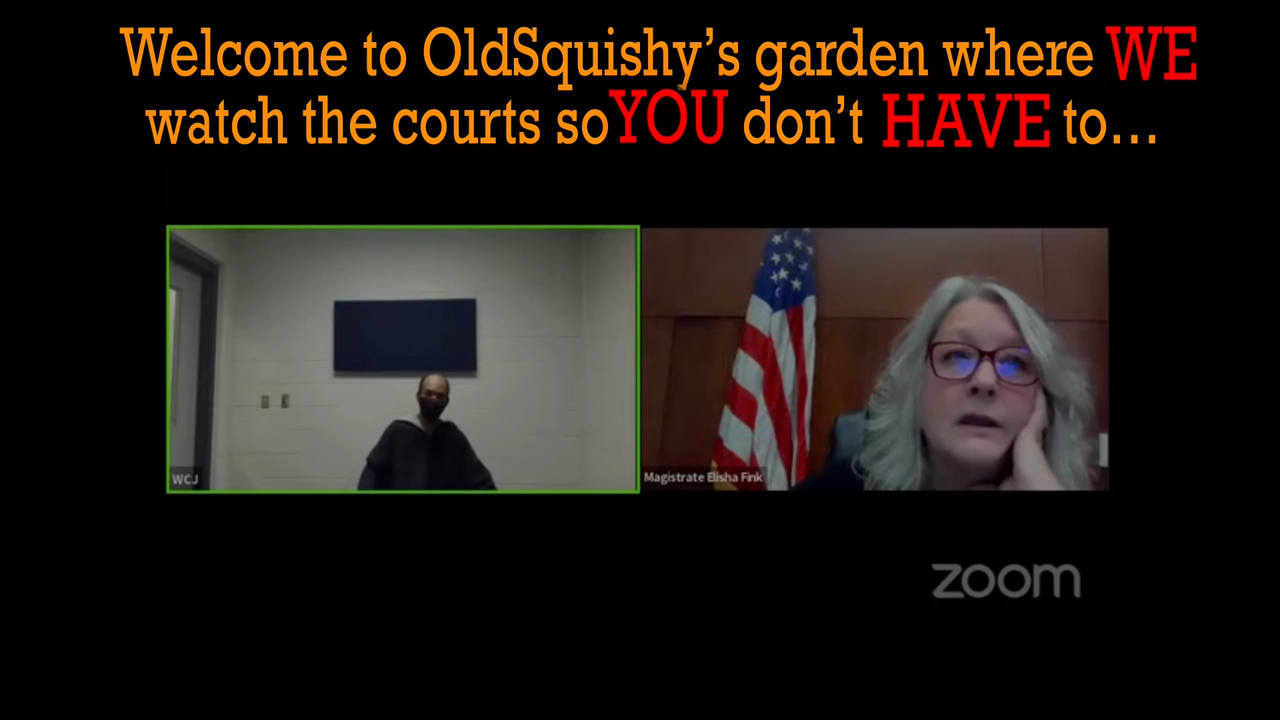 Welcome to OldSquishy's garden where WE
watch the courts so YOU don't HAVE to...
WCJ
Magistrate Elisha Fink
zoom